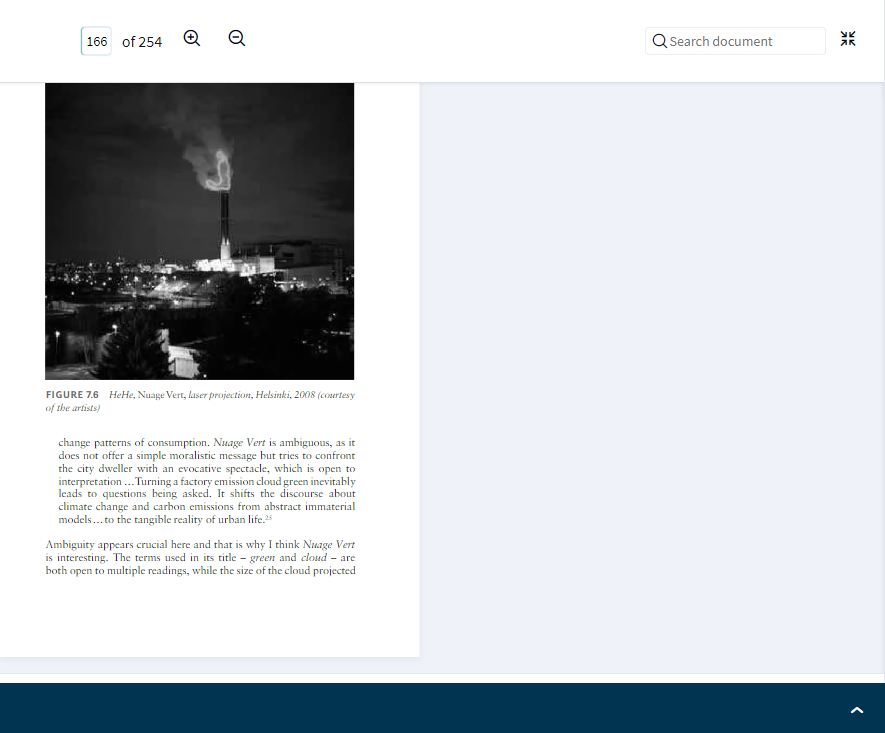 166 of 254 Search document
FIGURE 7.6 HeHe, Nuage Vert, laser projection, Helsinki, 2008 (courtesy
of the artists)
change patterns of consumption. Nuage Vert is ambiguous, as it
does not offer a simple moralistic message but tries to confront
the city dweller with an evocative spectacle, which is open to
interpretation ...Turning a factory emission cloud green inevitably
leads to questions being asked. It shifts the discourse about
climate change and carbon emissions from abstract immaterial
models...to the tangible reality of urban life.25
Ambiguity appears crucial here and that is why I think Nuage Vert
is interesting. The terms used in its title – green and cloud – are
both open to multiple readings, while the size of the cloud projected